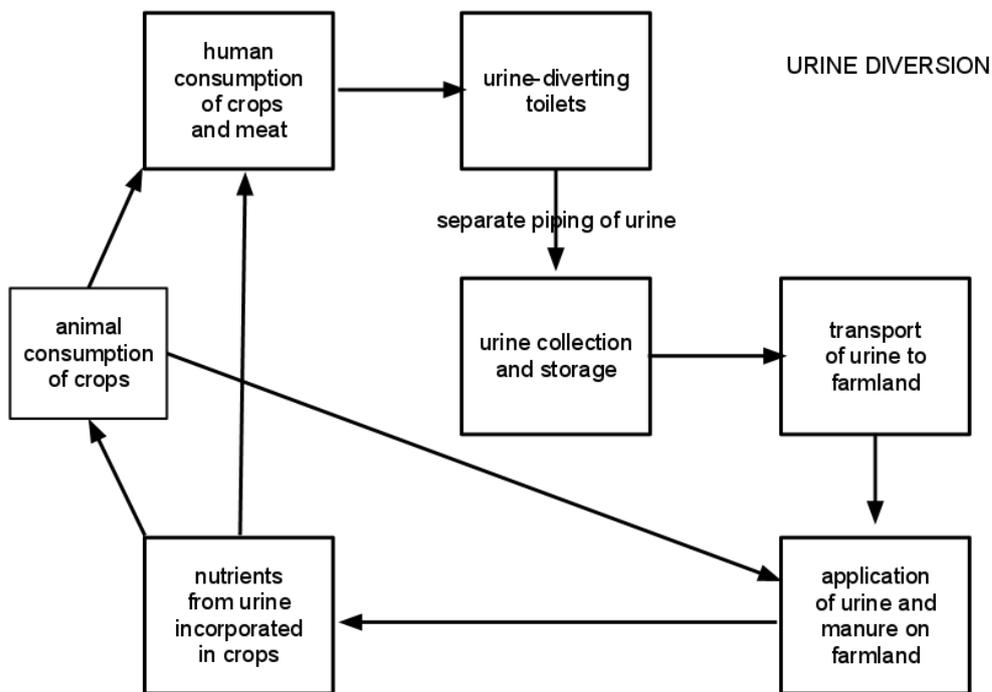 human
consumption
of crops
and meat
urine-diverting
toilets
URINE DIVERSION
separate piping of urine
animal
consumption
of crops
urine collection
and storage
transport
of urine to
farmland
nutrients
from urine
incorporated
in crops
application
of urine and
manure on
farmland